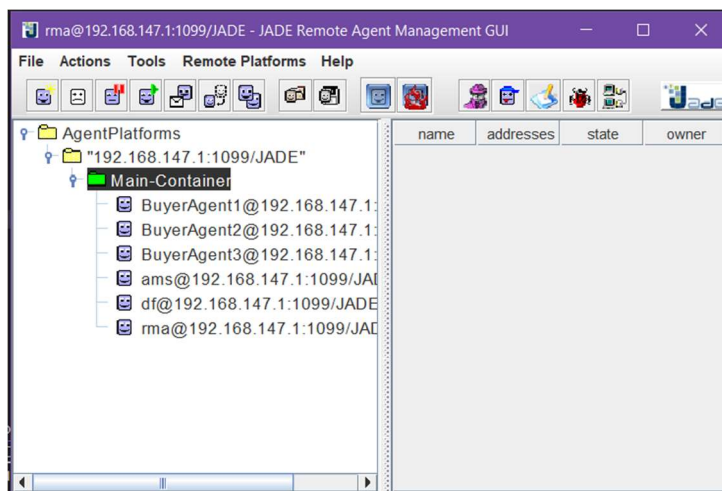 rma@192.168.147.1:1099/JADE - JADE Remote Agent Management GUI
File Actions Tools Remote Platforms Help
Jade
AgentPlatforms
"192.168.147.1:1099/JADE"
Main-Container
BuyerAgent1@192.168.147.1:
BuyerAgent2@192.168.147.1:
BuyerAgent3@192.168.147.1:
ams@192.168.147.1:1099/JAD
df@192.168.147.1:1099/JADE
rma@192.168.147.1:1099/JAD
name addresses state owner